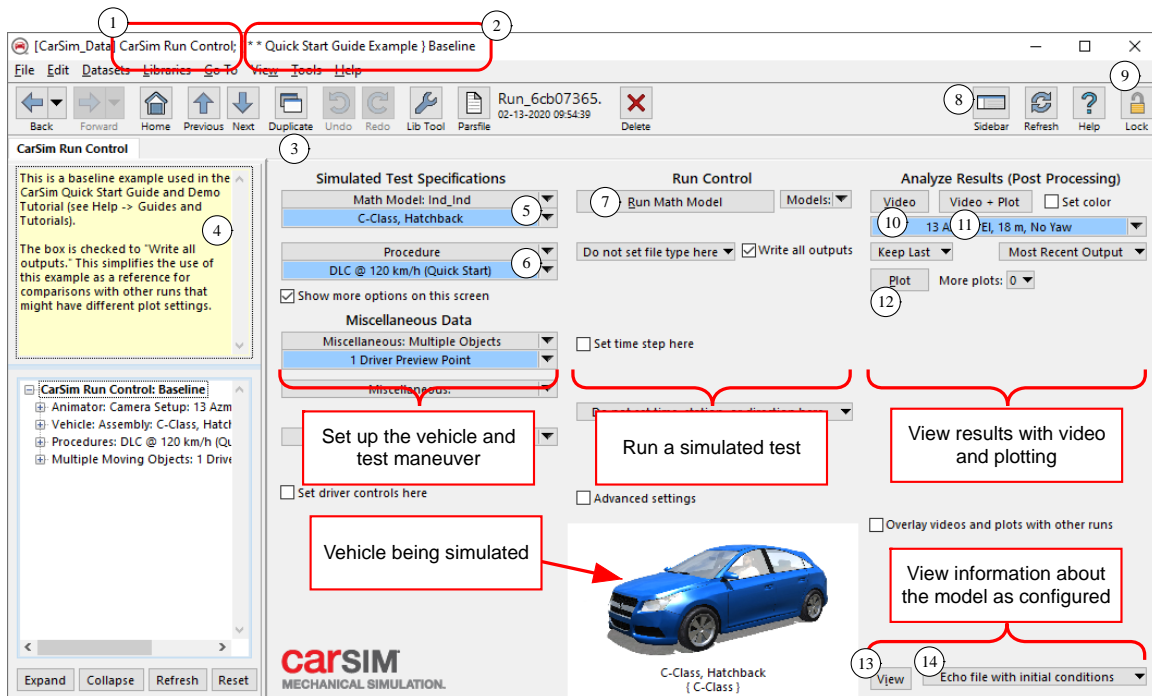 1
2
[CarSim_Data] CarSim Run Control; * * Quick Start Guide Example } Baseline
File Edit Datasets Libraries Go To View Tools Help
9
8
Back Forward Home Previous Next Duplicate Undo Redo Lib Tool Parsfile
Run_6cb07365.
02-13-2020 09:54:39
Delete
Sidebar Refresh Help Lock
CarSim Run Control
3
This is a baseline example used in the
CarSim Quick Start Guide and Demo
Tutorial (see Help -> Guides and
Tutorials).
The box is checked to "Write all
outputs." This simplifies the use of
this example as a reference for
comparisons with other runs that
might have different plot settings.
4
CarSim Run Control: Baseline
Animator: Camera Setup: 13 Azm
Vehicle: Assembly: C-Class, Hatch
Procedures: DLC @ 120 km/h (Qu
Multiple Moving Objects: 1 Drive
Expand Collapse Refresh Reset
Simulated Test Specifications
Math Model: Ind_Ind
C-Class, Hatchback
5
Procedure
DLC @ 120 km/h (Quick Start)
6
Show more options on this screen
Miscellaneous Data
Miscellaneous: Multiple Objects
1 Driver Preview Point
Miscellaneous:
Set up the vehicle and
test maneuver
Set driver controls here
Vehicle being simulated
carSIM
MECHANICAL SIMULATION.
Run Control
7
Run Math Model
Models:
Do not set file type here
Write all outputs
Set time step here
Do not set time, station, or direction here
Run a simulated test
Advanced settings
C-Class, Hatchback
{ C-Class }
Analyze Results (Post Processing)
Video Video + Plot Set color
10
11
13 A El, 18 m, No Yaw
Keep Last Most Recent Output
Plot More plots: 0
12
View results with video
and plotting
Overlay videos and plots with other runs
View information about
the model as configured
13
14
View Echo file with initial conditions